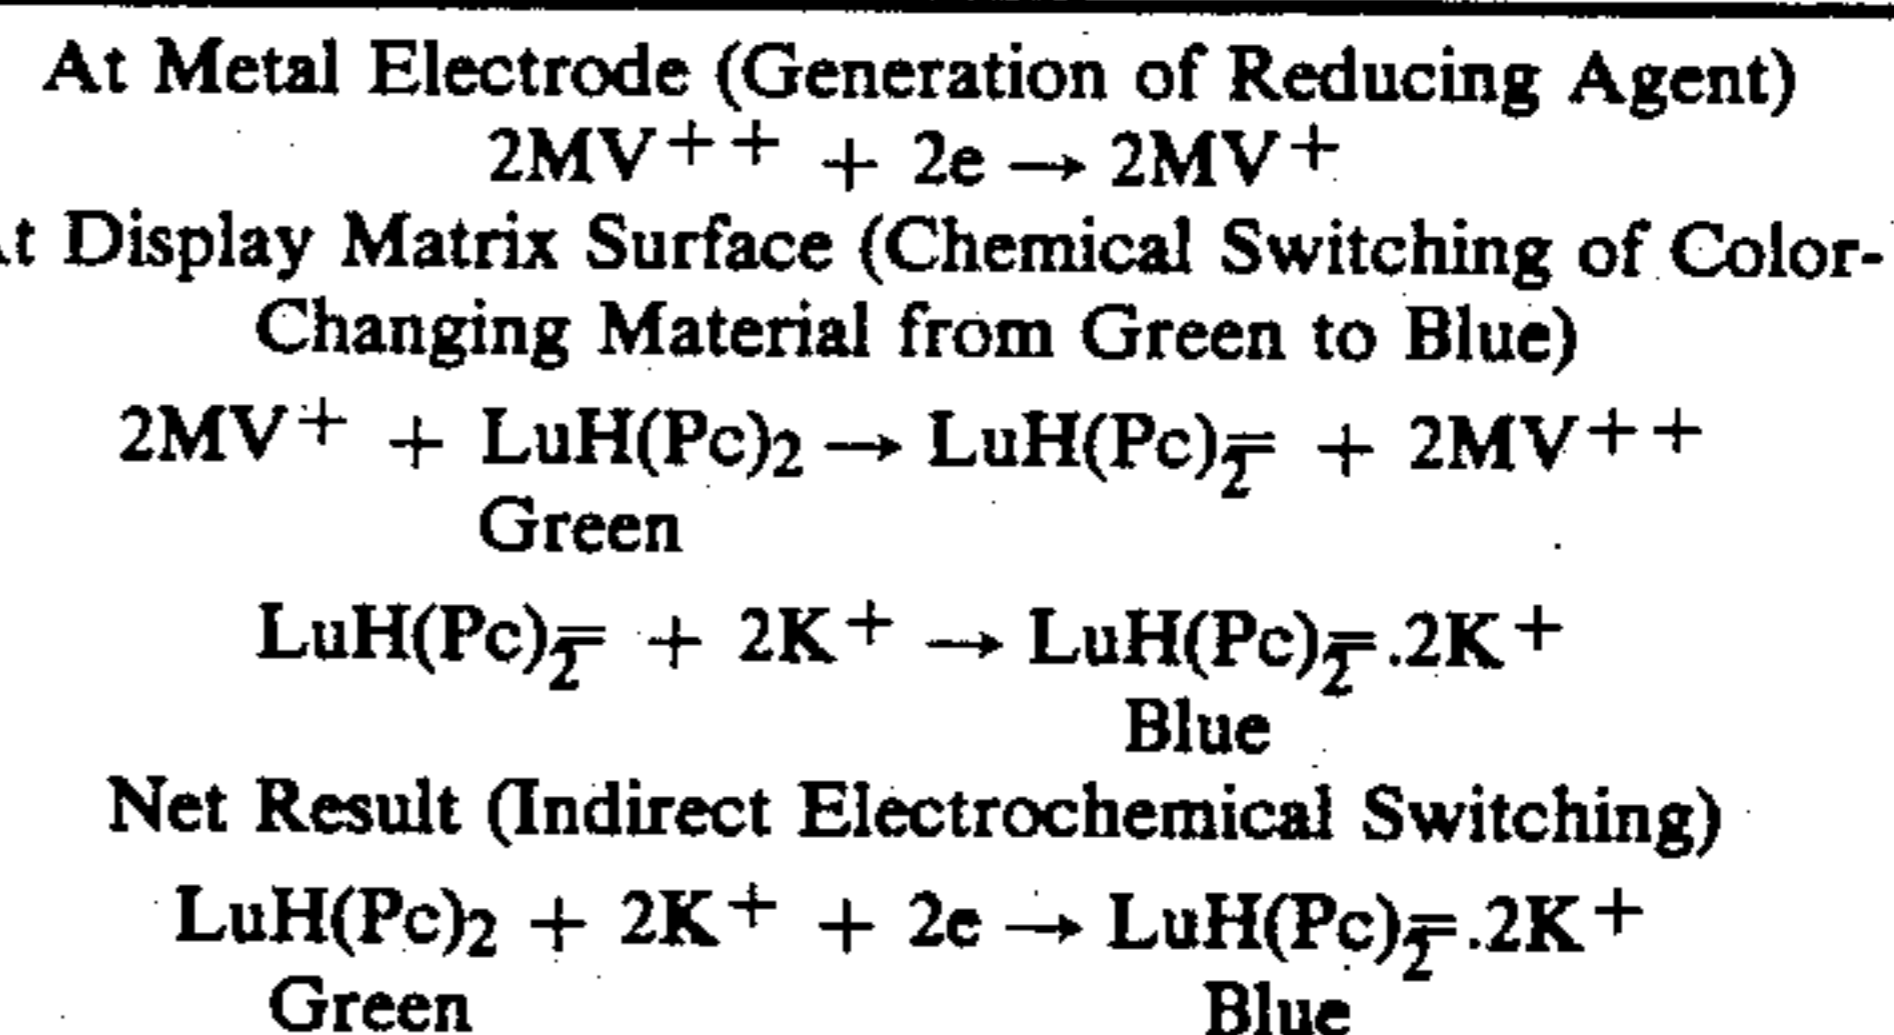 At Metal Electrode (Generation of Reducing Agent)
2MV⁺⁺ + 2e → 2MV⁺
t Display Matrix Surface (Chemical Switching of Color-
Changing Material from Green to Blue)
2MV⁺ + LuH(Pc)₂ → LuH(Pc)₂⁼ + 2MV⁺⁺
Green
LuH(Pc)₂⁼ + 2K⁺ → LuH(Pc)₂⁼.2K⁺
Blue
Net Result (Indirect Electrochemical Switching)
LuH(Pc)₂ + 2K⁺ + 2e → LuH(Pc)₂⁼.2K⁺
Green Blue